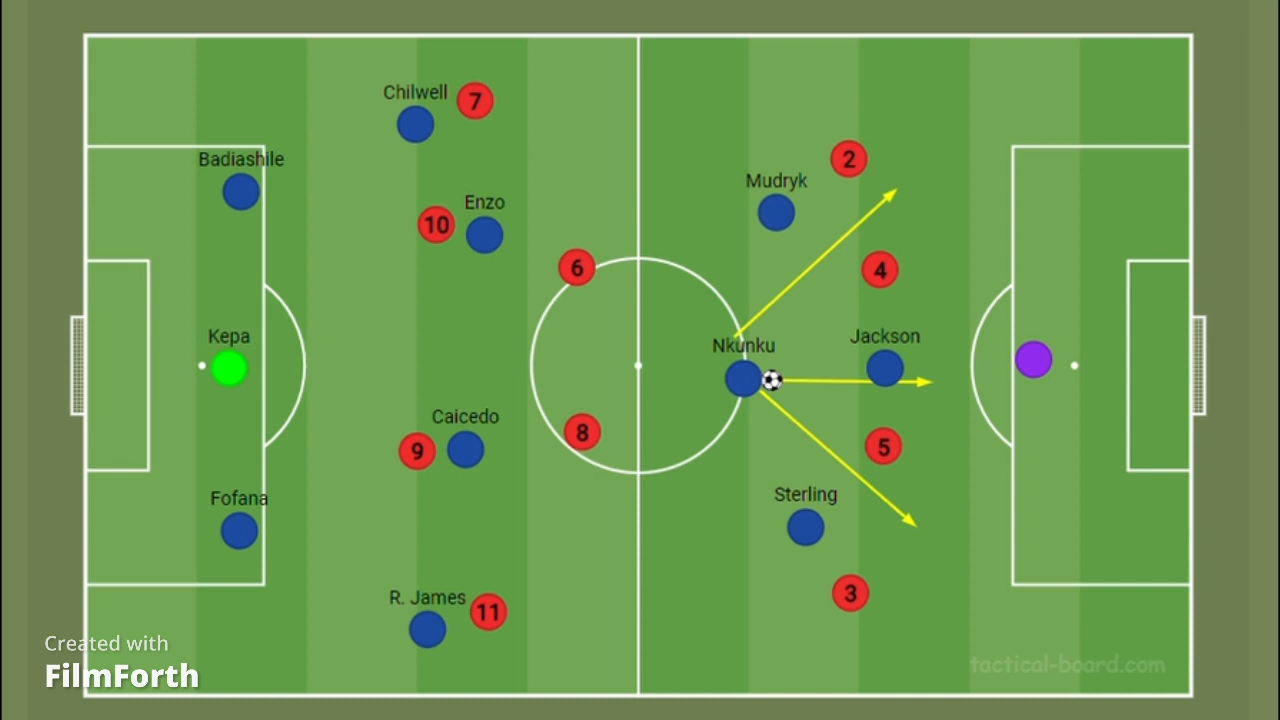 Chilwell
7
Badiashile
2
Mudryk
Enzo
10
6
4
Kepa
Nkunku
Jackson
Caicedo
8
5
9
Fofana
Sterling
R. James
11
3
Created with
FilmForth
tactical-board.com